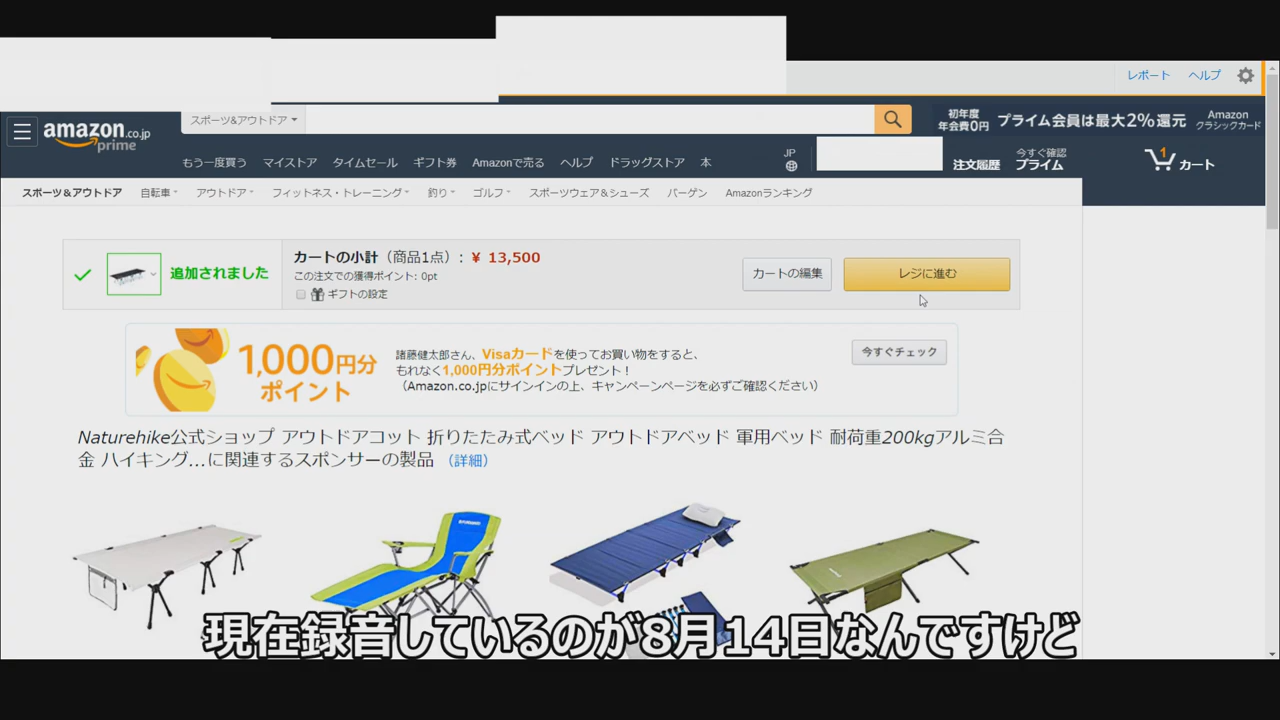 レポート ヘルプ
スポーツ&アウトドア
初年度 年会費0円 プライム会員は最大2%還元 Amazon クラシックカード
amazon.co.jp
prime
もう一度買う マイストア タイムセール ギフト券 Amazonで売る ヘルプ ドラッグストア 本
JP
注文履歴
今すぐ確認
プライム
1
カート
スポーツ&アウトドア 自転車 アウトドア フィットネス・トレーニング 釣り ゴルフ スポーツウェア&シューズ バーゲン Amazonランキング
追加されました
カートの小計（商品1点）: ¥ 13,500
この注文での獲得ポイント: 0pt
ギフトの設定
カートの編集
レジに進む
1,000円分
ポイント
諸藤健太郎さん、Visaカードを使ってお買い物をすると、
もれなく1,000円分ポイントプレゼント！
（Amazon.co.jpにサインインの上、キャンペーンページを必ずご確認ください）
今すぐチェック
Naturehike公式ショップ アウトドアコット 折りたたみ式ベッド アウトドアベッド 軍用ベッド 耐荷重200kgアルミ合
金 ハイキング...に関連するスポンサーの製品 （詳細）
現在録音しているのが8月14日なんですけど